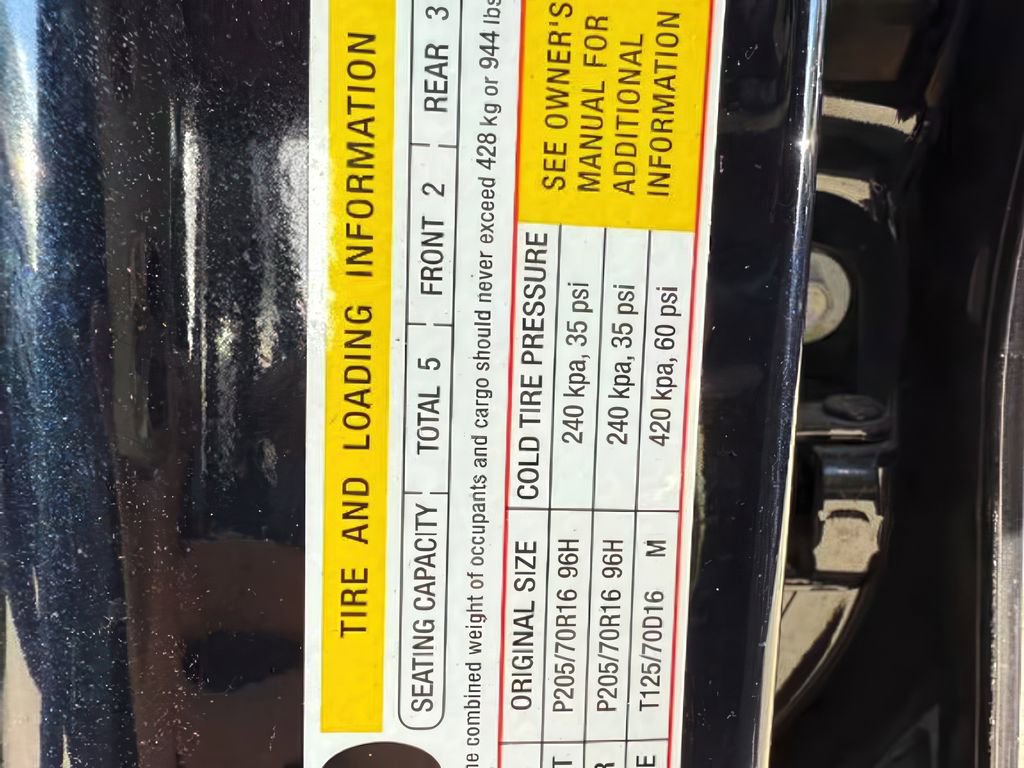 TIRE AND LOADING INFORMATION
SEATING CAPACITY TOTAL 5 FRONT 2 REAR 3
combined weight of occupants and cargo should never exceed 428 kg or 944 lbs
ORIGINAL SIZE COLD TIRE PRESSURE
P205/70R16 96H 240 kpa, 35 psi
P205/70R16 96H 240 kpa, 35 psi
T125/70D16 M 420 kpa, 60 psi
SEE OWNER'S
MANUAL FOR
ADDITIONAL
INFORMATION